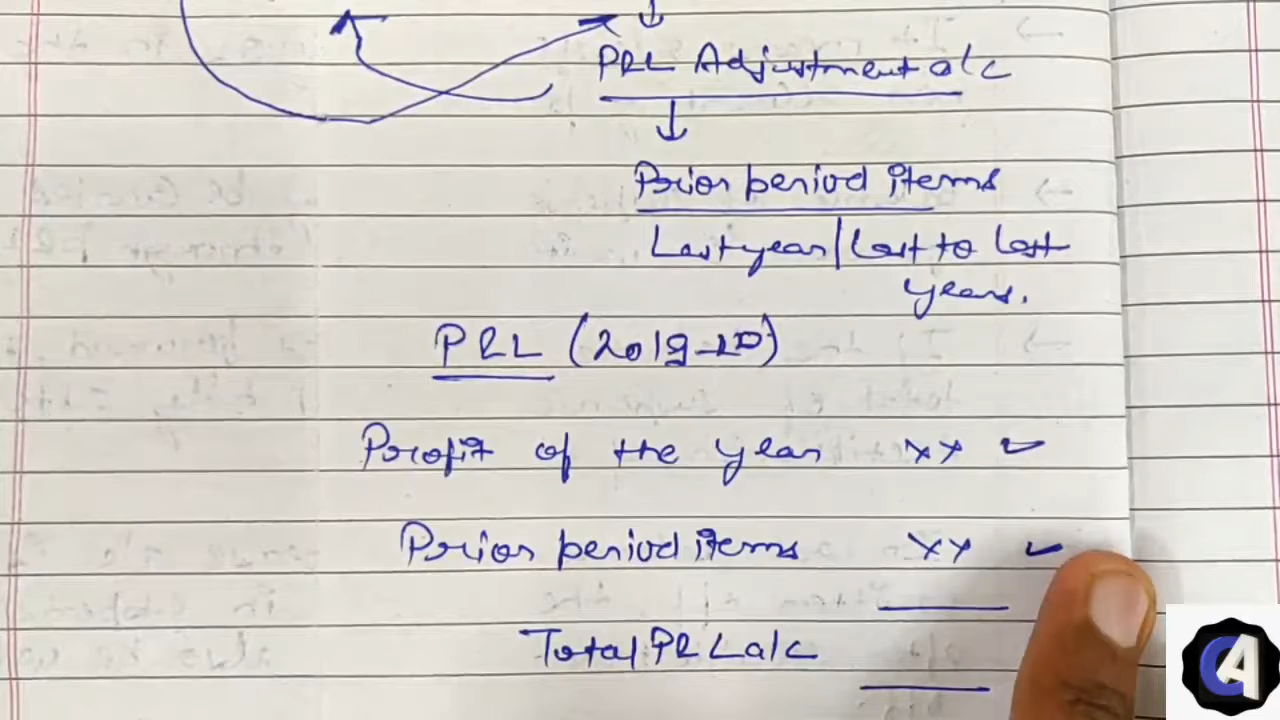 P&L Adjustment a/c
Prior period items
Last year/Last to last
years.
P&L (2019-20)
Profit of the year xx
Prior period items xx
Total P&L a/c
CA